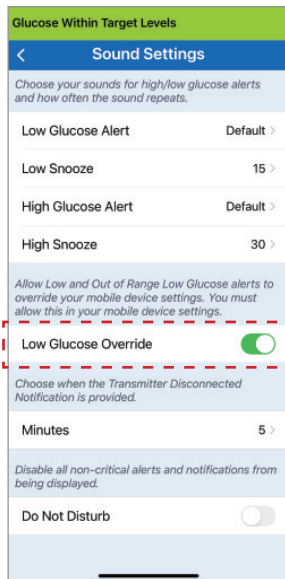 Glucose Within Target Levels
Sound Settings
Choose your sounds for high/low glucose alerts
and how often the sound repeats.
Low Glucose Alert Default
Low Snooze 15
High Glucose Alert Default
High Snooze 30
Allow Low and Out of Range Low Glucose alerts to
override your mobile device settings. You must
allow this in your mobile device settings.
Low Glucose Override
Choose when the Transmitter Disconnected
Notification is provided.
Minutes 5
Disable all non-critical alerts and notifications from
being displayed.
Do Not Disturb